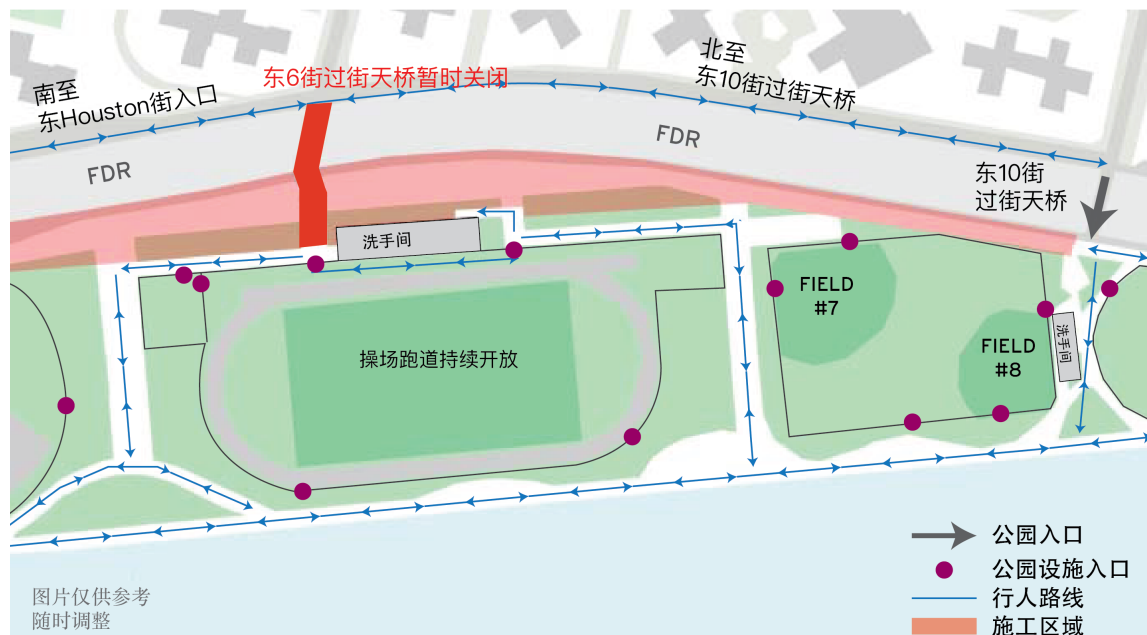 北至
东10街过街天桥
东6街过街天桥暂时关闭
南至
东Houston街入口
FDR
FDR
东10街
过街天桥
洗手间
FIELD
#7
FIELD
#8
洗手间
操场跑道持续开放
公园入口
公园设施入口
行人路线
施工区域
图片仅供参考
随时调整